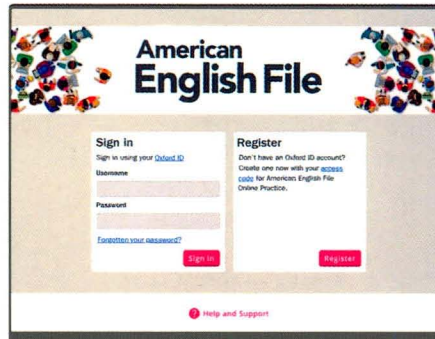 American
English File
Sign in
Sign in using your Oxford ID
Username
Password
Forgotten your password?
Sign in
Register
Don't have an Oxford ID account?
Create one now with your access
code for American English File
Online Practice.
Register
? Help and Support